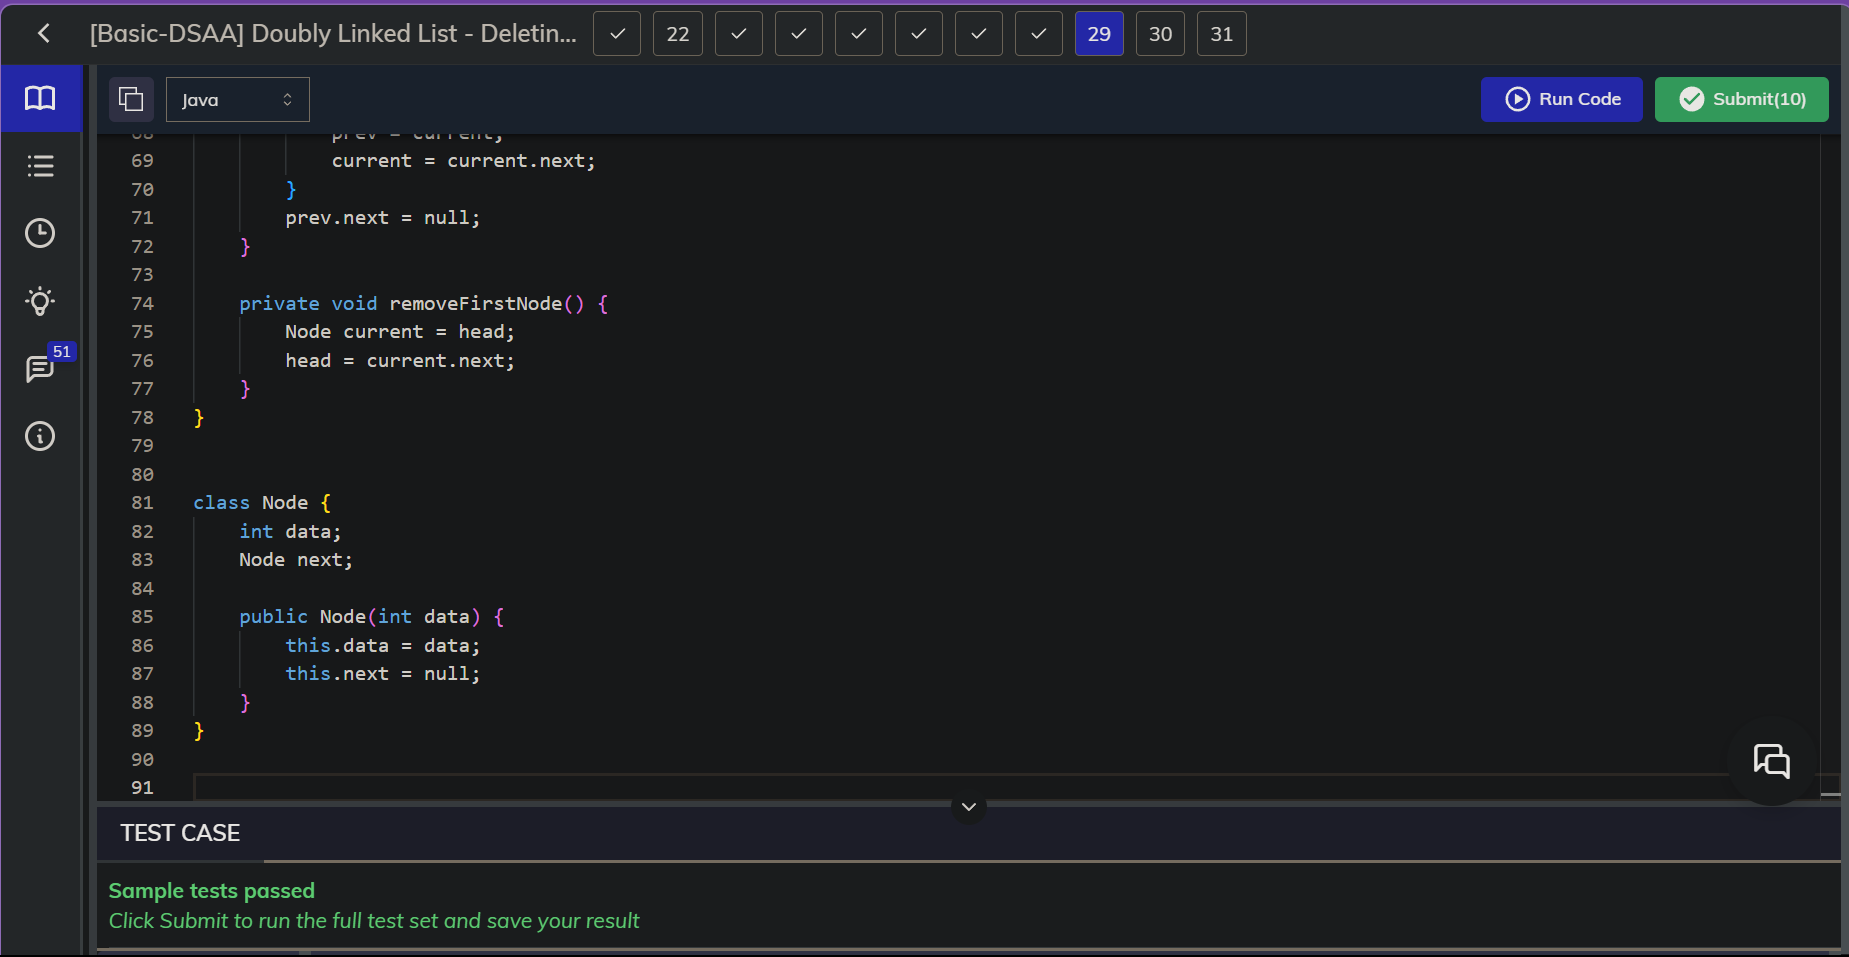 [Basic-DSAA] Doubly Linked List - Deletin...
22
29
30
31
Java
Run Code
Submit(10)
51
68 prev = current;
69 current = current.next;
70 }
71 prev.next = null;
72 }
73
74 private void removeFirstNode() {
75 Node current = head;
76 head = current.next;
77 }
78 }
79
80
81 class Node {
82 int data;
83 Node next;
84
85 public Node(int data) {
86 this.data = data;
87 this.next = null;
88 }
89 }
90
91
TEST CASE
Sample tests passed
Click Submit to run the full test set and save your result